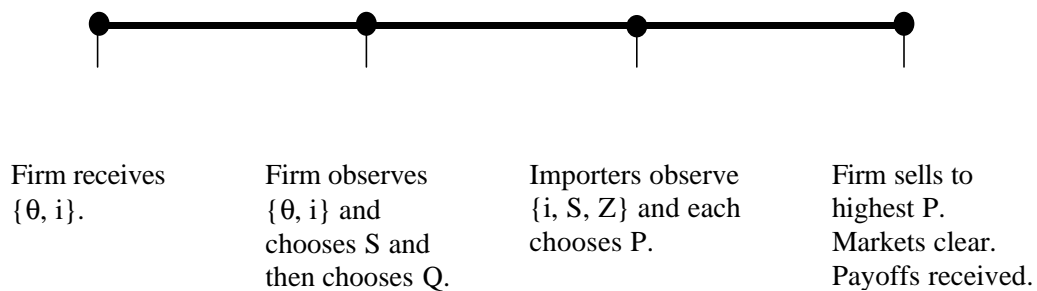 Firm receives
{θ, i}.
Firm observes
{θ, i} and
chooses S and
then chooses Q.
Importers observe
{i, S, Z} and each
chooses P.
Firm sells to
highest P.
Markets clear.
Payoffs received.